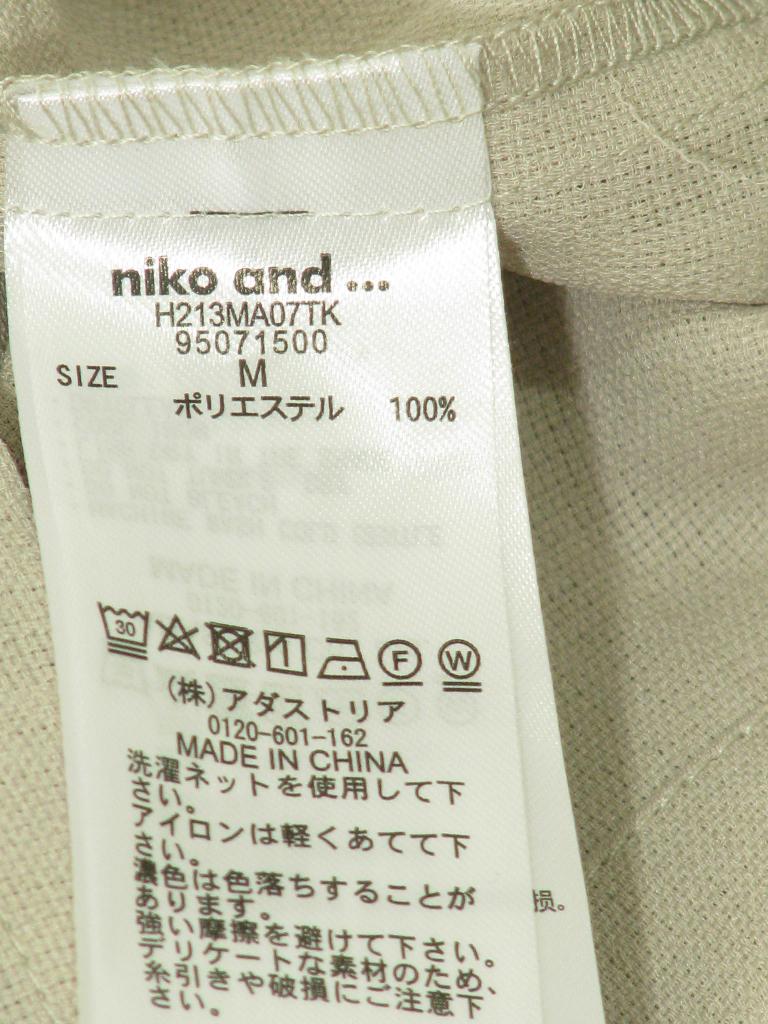 niko and ...
H213MA07TK
95071500
SIZE M
ポリエステル 100%
30
F W
(株)アダストリア
0120-601-162
MADE IN CHINA
洗濯ネットを使用して下
さい。
アイロンは軽くあてて下
さい。
濃色は色落ちすることが
あります。
強い摩擦を避けて下さい。
デリケートな素材のため、
糸引きや破損にご注意下
さい。
损。